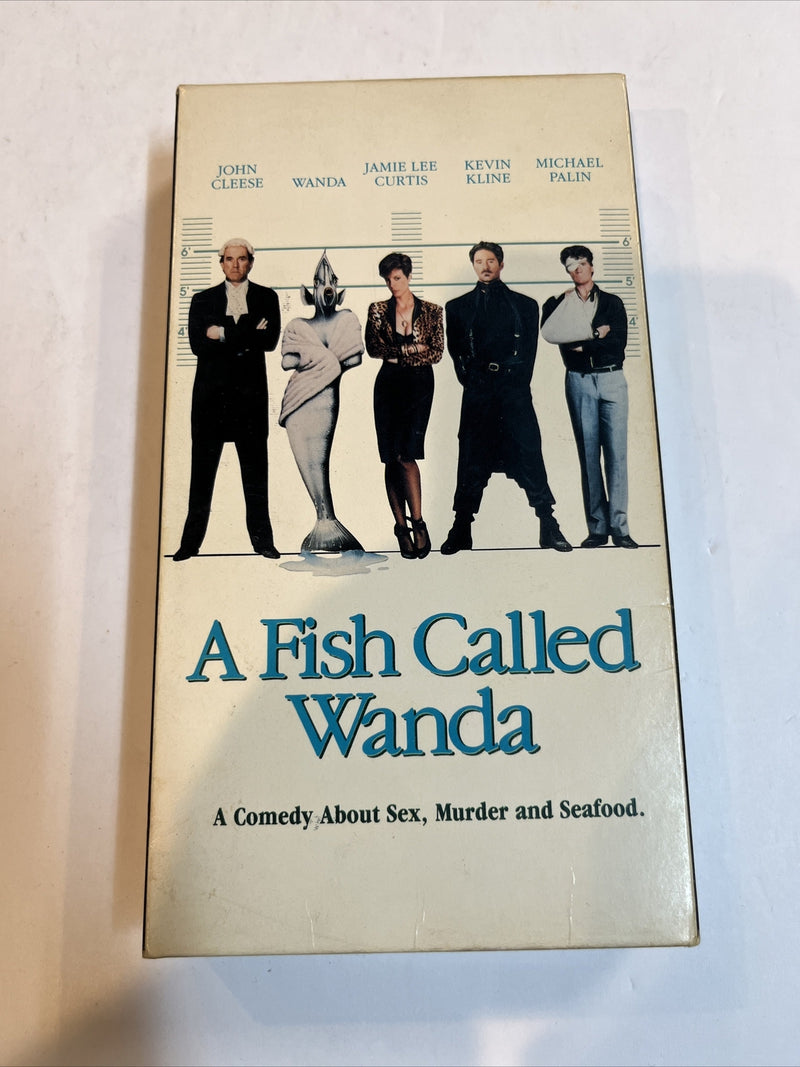 JOHN CLEESE
WANDA
JAMIE LEE CURTIS
KEVIN KLINE
MICHAEL PALIN
6' 6'
5' 5'
4' 4'
A Fish Called
Wanda
A Comedy About Sex, Murder and Seafood.